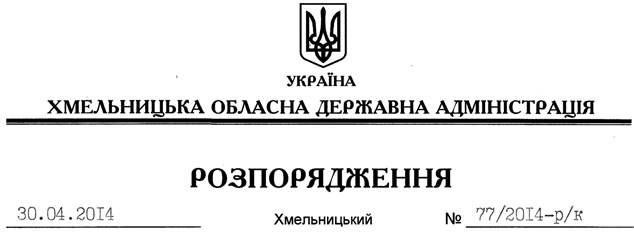 УКРАЇНА
ХМЕЛЬНИЦЬКА ОБЛАСНА ДЕРЖАВНА АДМІНІСТРАЦІЯ
РОЗПОРЯДЖЕННЯ
30.04.2014 Хмельницький № 77/2014-р/к